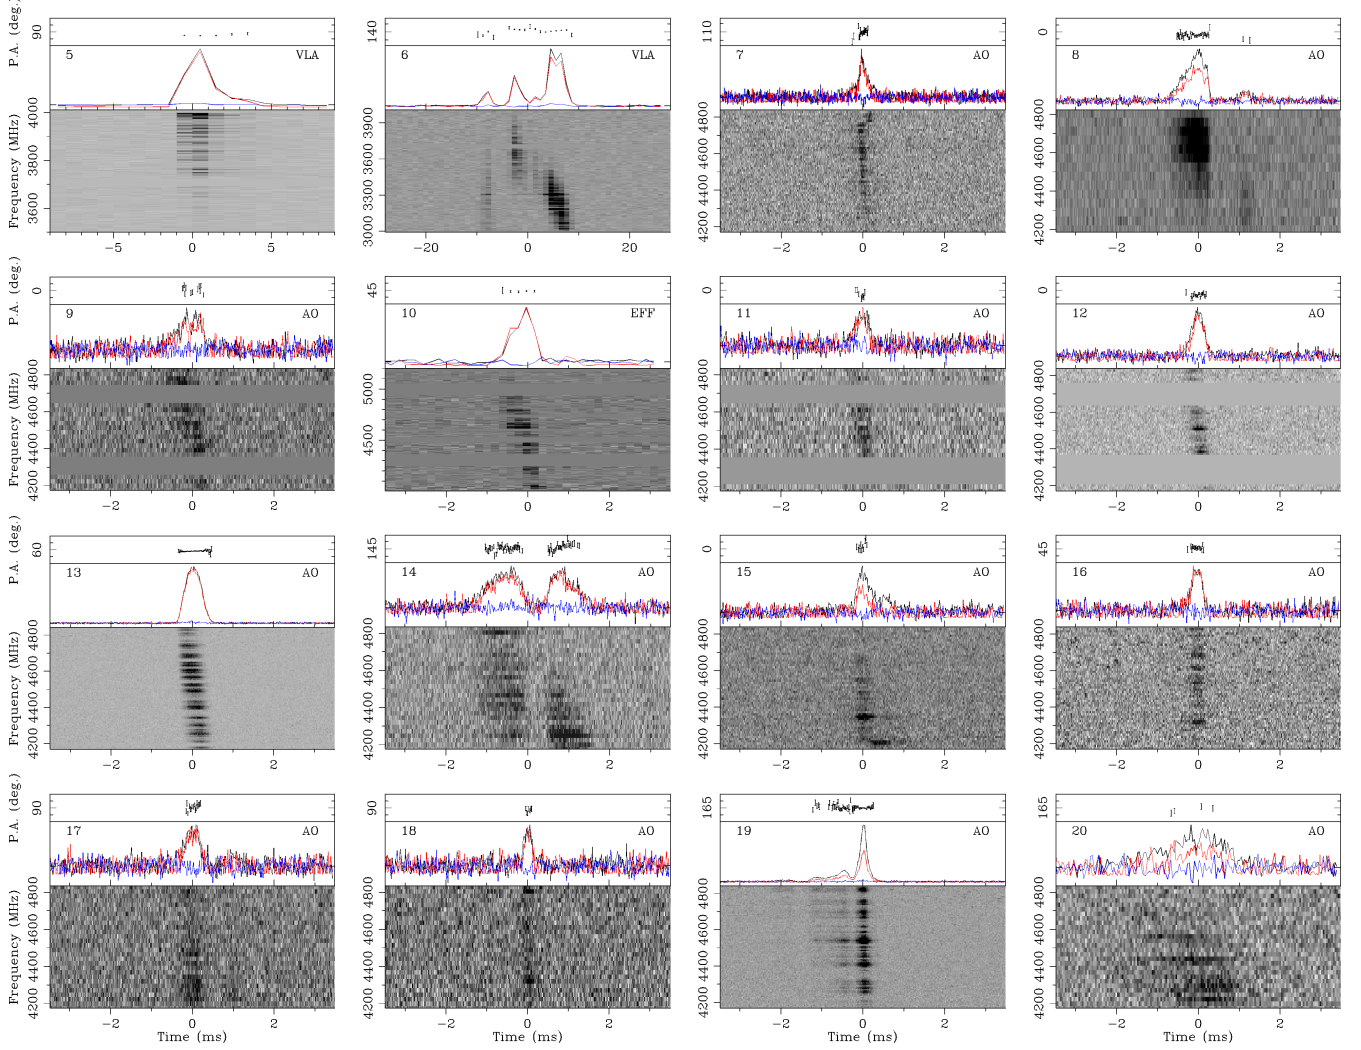 P.A. (deg.) 90 140 110 0
5 VLA 6 VLA 7 AO 8 AO
Frequency (MHz) 3600 3800 4000 3000 3300 3600 3900 4200 4400 4600 4800 4200 4400 4600 4800
−5 0 5 −20 0 20 −2 0 2 −2 0 2
P.A. (deg.) 0 45 0 0
9 AO 10 EFF 11 AO 12 AO
Frequency (MHz) 4200 4400 4600 4800 4500 5000 4200 4400 4600 4800 4200 4400 4600 4800
−2 0 2 −2 0 2 −2 0 2 −2 0 2
P.A. (deg.) 60 145 0 45
13 AO 14 AO 15 AO 16 AO
Frequency (MHz) 4200 4400 4600 4800 4200 4400 4600 4800 4200 4400 4600 4800 4200 4400 4600 4800
−2 0 2 −2 0 2 −2 0 2 −2 0 2
P.A. (deg.) 90 90 165 165
17 AO 18 AO 19 AO 20 AO
Frequency (MHz) 4200 4400 4600 4800 4200 4400 4600 4800 4200 4400 4600 4800 4200 4400 4600 4800
−2 0 2 −2 0 2 −2 0 2 −2 0 2
Time (ms) Time (ms) Time (ms) Time (ms)